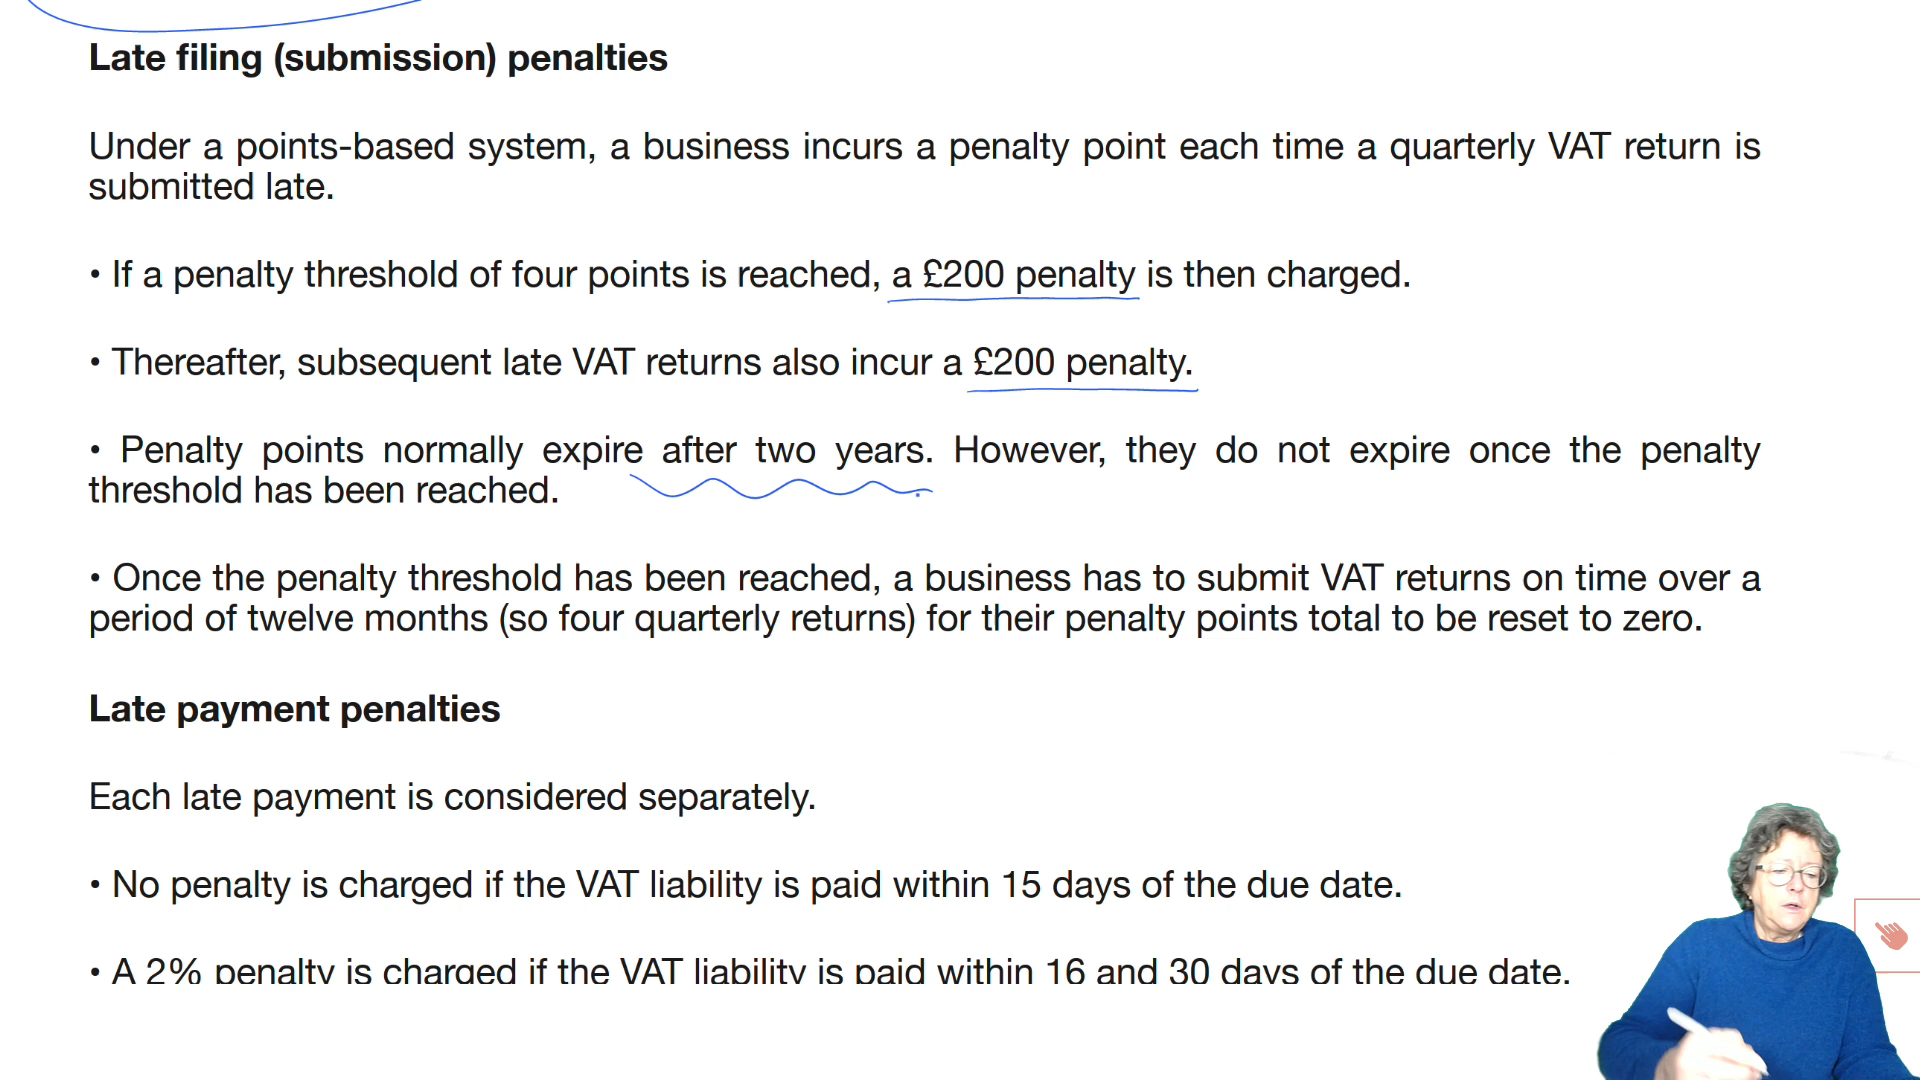 Late filing (submission) penalties
Under a points-based system, a business incurs a penalty point each time a quarterly VAT return is
submitted late.
• If a penalty threshold of four points is reached, a £200 penalty is then charged.
• Thereafter, subsequent late VAT returns also incur a £200 penalty.
• Penalty points normally expire after two years. However, they do not expire once the penalty
threshold has been reached.
• Once the penalty threshold has been reached, a business has to submit VAT returns on time over a
period of twelve months (so four quarterly returns) for their penalty points total to be reset to zero.
Late payment penalties
Each late payment is considered separately.
• No penalty is charged if the VAT liability is paid within 15 days of the due date.
• A 2% penalty is charged if the VAT liability is paid within 16 and 30 days of the due date.